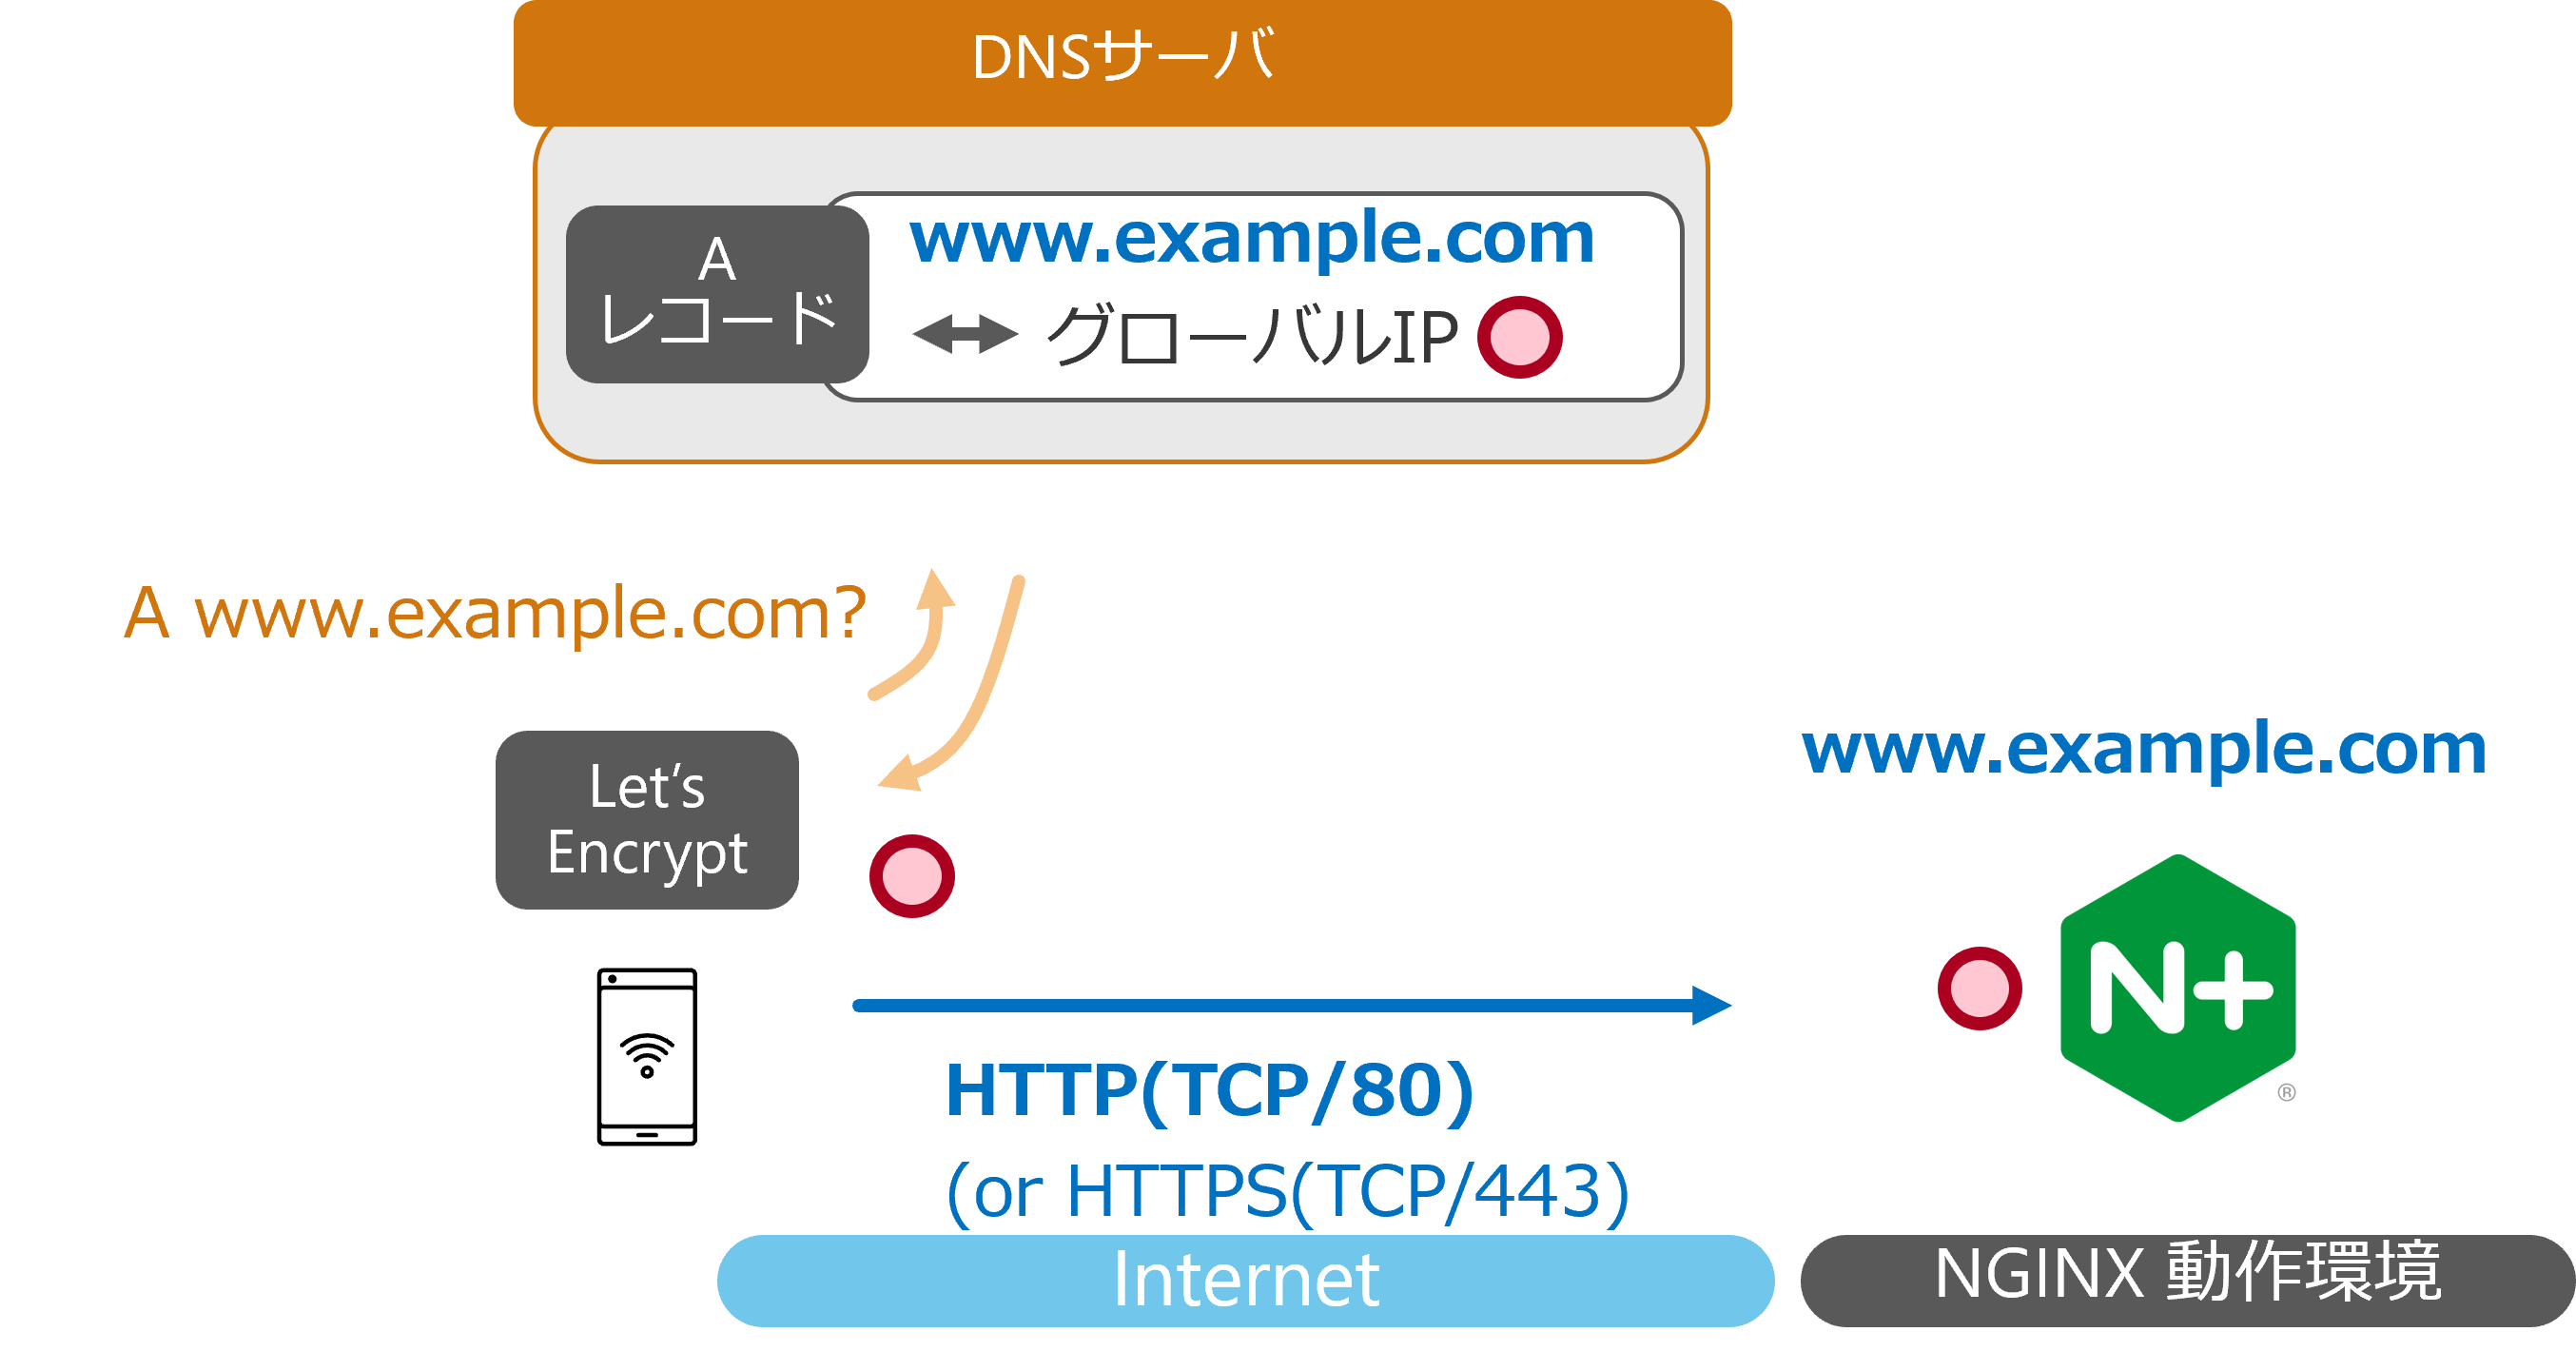 DNSサーバ
A
レコード
www.example.com
グローバルIP
A www.example.com?
Let’s
Encrypt
www.example.com
N+
®
HTTP(TCP/80)
(or HTTPS(TCP/443)
Internet
NGINX 動作環境